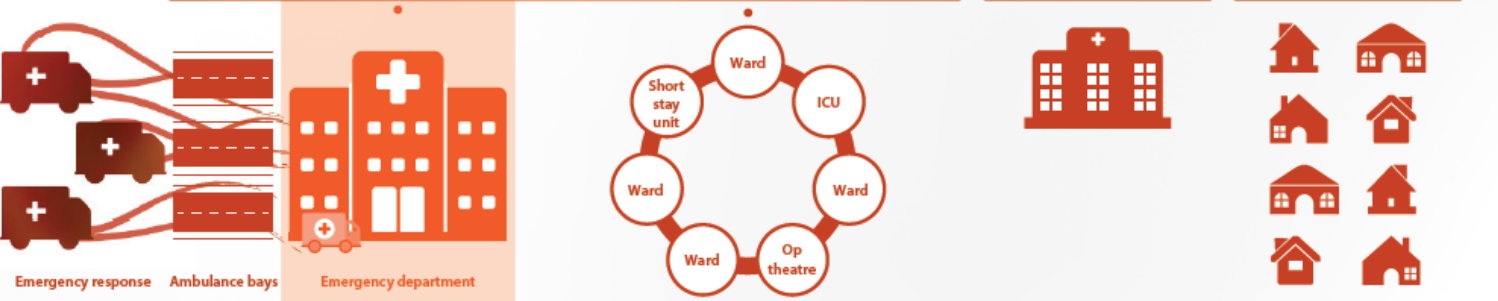 Ward
Short
stay
unit
ICU
Ward
Ward
Ward
Op
theatre
Emergency response
Ambulance bays
Emergency department